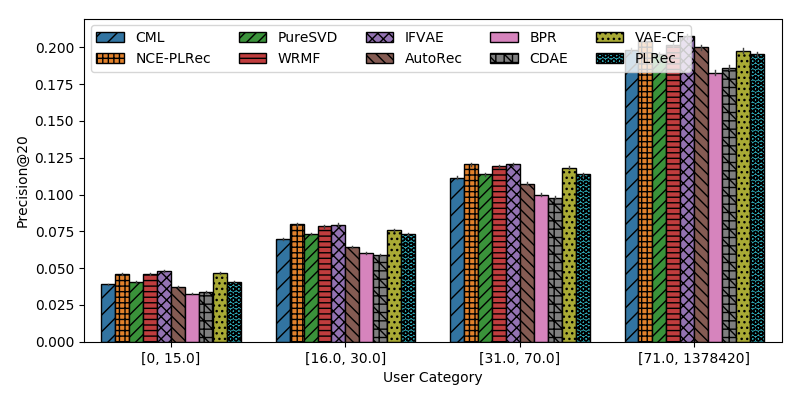 CML PureSVD IFVAE BPR VAE-CF
NCE-PLRec WRMF AutoRec CDAE PLRec
0.200
0.175
0.150
0.125
0.100
0.075
0.050
0.025
0.000
Precision@20
[0, 15.0] [16.0, 30.0] [31.0, 70.0] [71.0, 1378420]
User Category